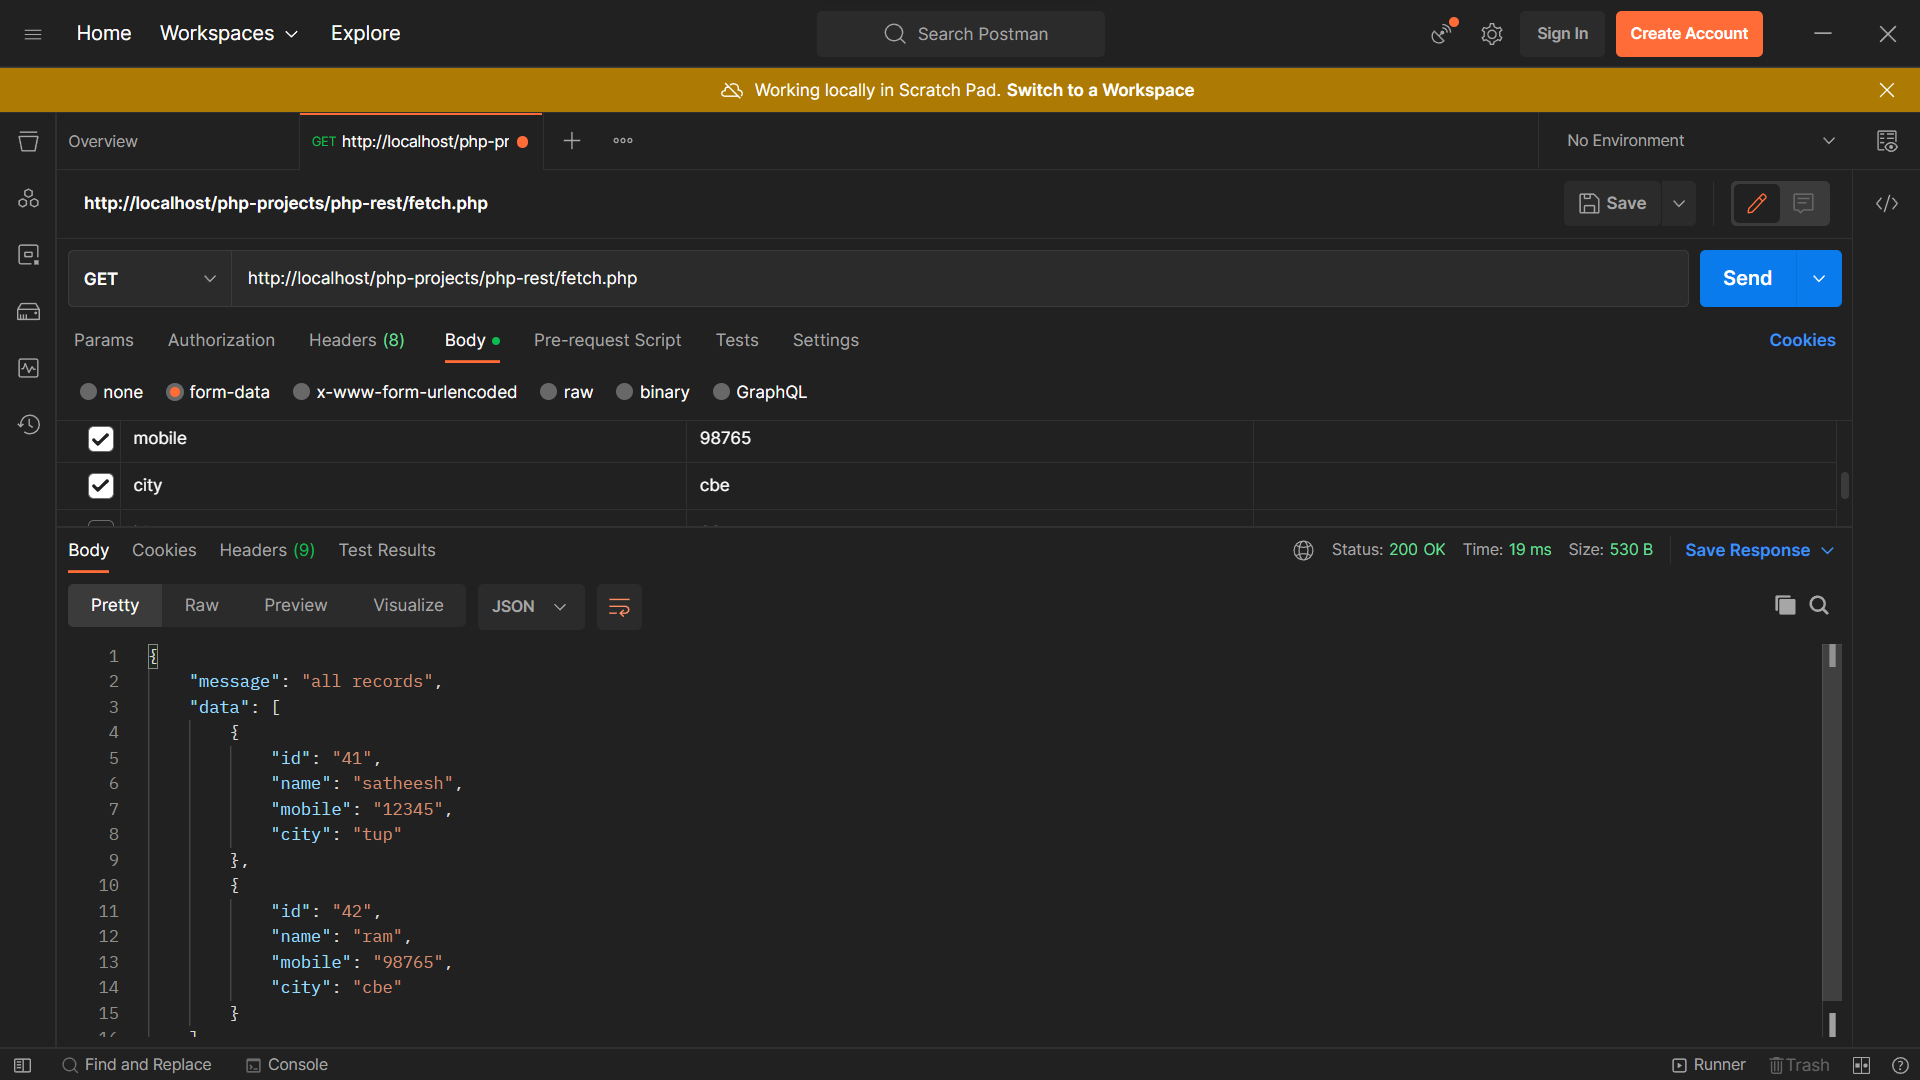 Home Workspaces Explore Search Postman Sign In Create Account
Working locally in Scratch Pad. Switch to a Workspace
Overview GET http://localhost/php-pr No Environment
http://localhost/php-projects/php-rest/fetch.php Save
GET http://localhost/php-projects/php-rest/fetch.php Send
Params Authorization Headers (8) Body Pre-request Script Tests Settings Cookies
none form-data x-www-form-urlencoded raw binary GraphQL
mobile 98765
city cbe
Body Cookies Headers (9) Test Results Status: 200 OK Time: 19 ms Size: 530 B Save Response
Pretty Raw Preview Visualize JSON
1 {
2 "message": "all records",
3 "data": [
4 {
5 "id": "41",
6 "name": "satheesh",
7 "mobile": "12345",
8 "city": "tup"
9 },
10 {
11 "id": "42",
12 "name": "ram",
13 "mobile": "98765",
14 "city": "cbe"
15 }
16 ]
Find and Replace Console Runner Trash